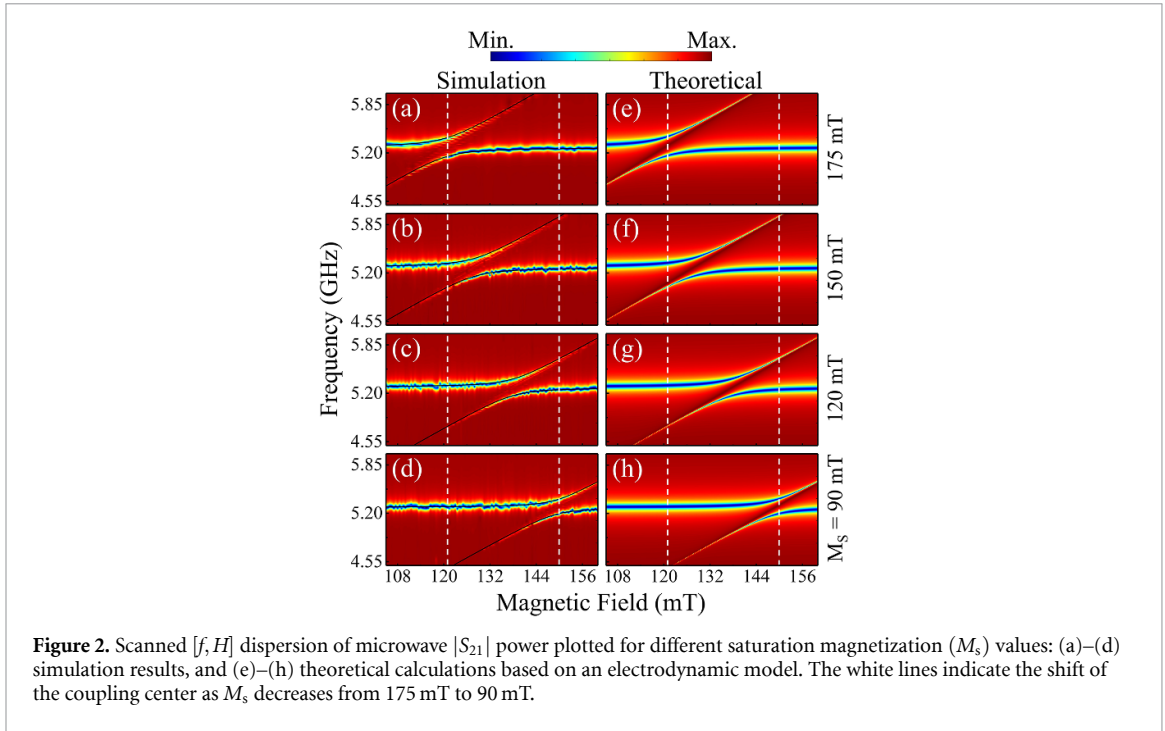 Min. Max.
Simulation Theoretical
(a) (e)
5.85
5.20
4.55
175 mT
(b) (f)
5.85
5.20
4.55
150 mT
(c) (g)
5.85
5.20
4.55
120 mT
(d) (h)
5.85
5.20
4.55
Mₛ = 90 mT
Frequency (GHz)
108 120 132 144 156 108 120 132 144 156
Magnetic Field (mT)
Figure 2. Scanned [f, H] dispersion of microwave |S₂₁| power plotted for different saturation magnetization (Mₛ) values: (a)–(d)
simulation results, and (e)–(h) theoretical calculations based on an electrodynamic model. The white lines indicate the shift of
the coupling center as Mₛ decreases from 175 mT to 90 mT.